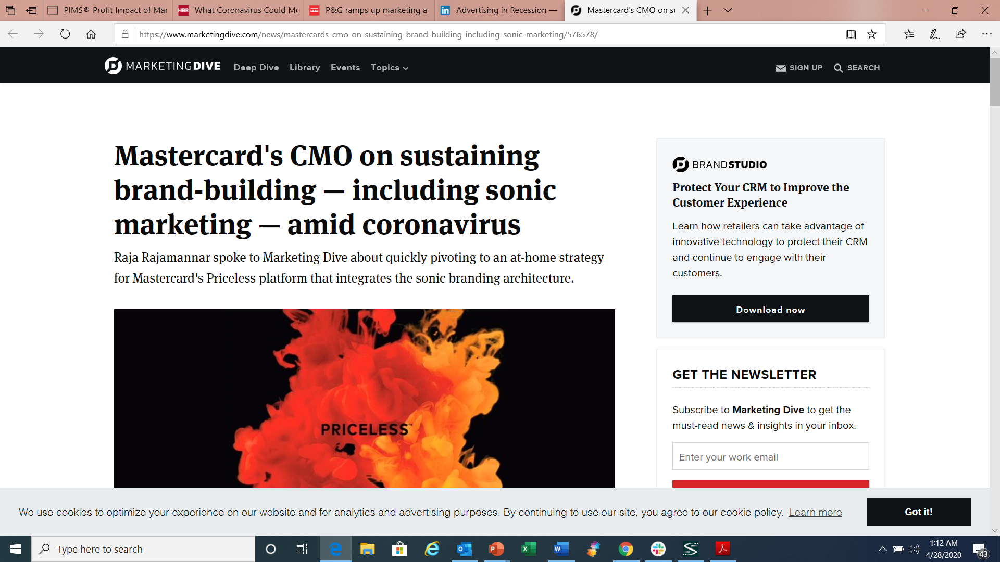 PIMS® Profit Impact of Mar
HBR
What Coronavirus Could Me
P&G ramps up marketing a
in
Advertising in Recession —
Mastercard's CMO on su
https://www.marketingdive.com/news/mastercards-cmo-on-sustaining-brand-building-including-sonic-marketing/576578/
MARKETINGDIVE
Deep Dive
Library
Events
Topics
SIGN UP
SEARCH
Mastercard's CMO on sustaining
brand-building — including sonic
marketing — amid coronavirus
Raja Rajamannar spoke to Marketing Dive about quickly pivoting to an at-home strategy
for Mastercard's Priceless platform that integrates the sonic branding architecture.
PRICELESS™
BRANDSTUDIO
Protect Your CRM to Improve the
Customer Experience
Learn how retailers can take advantage of
innovative technology to protect their CRM
and continue to engage with their
customers.
Download now
GET THE NEWSLETTER
Subscribe to Marketing Dive to get the
must-read news & insights in your inbox.
Enter your work email
We use cookies to optimize your experience on our website and for analytics and advertising purposes. By continuing to use our site, you agree to our cookie policy. Learn more
Got it!
Type here to search
1:12 AM
4/28/2020
43